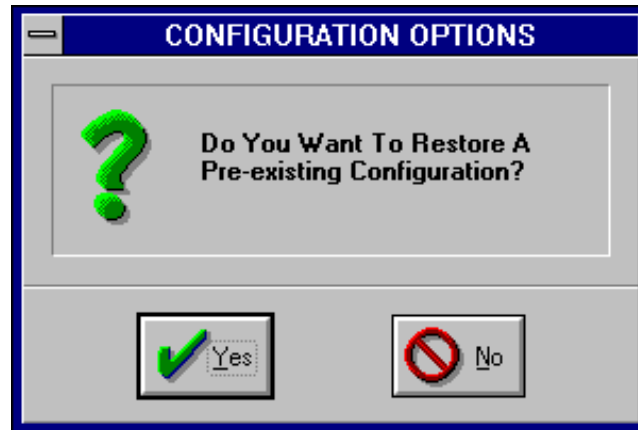 CONFIGURATION OPTIONS
Do You Want To Restore A
Pre-existing Configuration?
Yes
No